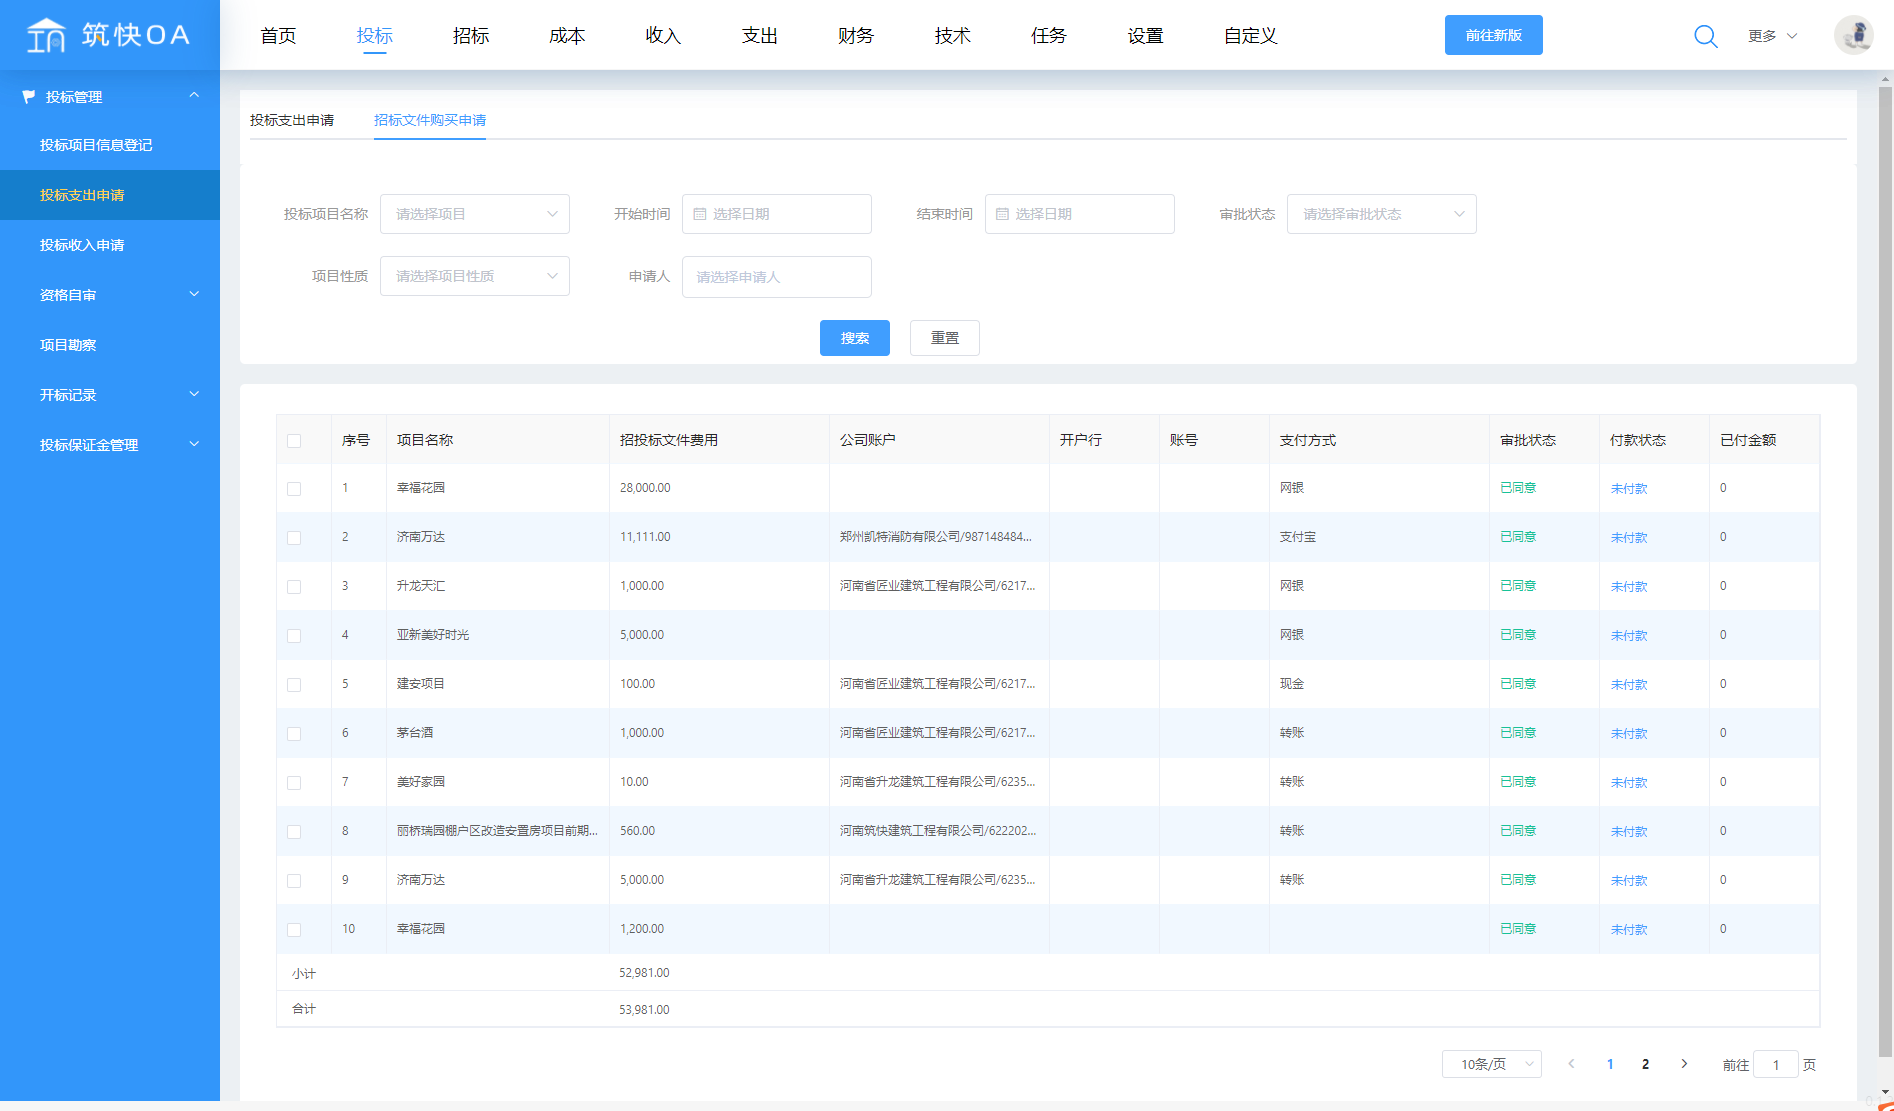 筑快OA
首页 投标 招标 成本 收入 支出 财务 技术 任务 设置 自定义 前往新版 更多
投标管理
投标项目信息登记
投标支出申请
投标收入申请
资格自审
项目勘察
开标记录
投标保证金管理
投标支出申请 招标文件购买申请
投标项目名称 请选择项目 开始时间 选择日期 结束时间 选择日期 审批状态 请选择审批状态
项目性质 请选择项目性质 申请人 请选择申请人
搜索 重置
序号 项目名称 招投标文件费用 公司账户 开户行 账号 支付方式 审批状态 付款状态 已付金额
1 幸福花园 28,000.00 网银 已同意 未付款 0
2 济南万达 11,111.00 郑州凯特消防有限公司/987148484... 支付宝 已同意 未付款 0
3 升龙天汇 1,000.00 河南省匠业建筑工程有限公司/6217... 网银 已同意 未付款 0
4 亚新美好时光 5,000.00 网银 已同意 未付款 0
5 建安项目 100.00 河南省匠业建筑工程有限公司/6217... 现金 已同意 未付款 0
6 茅台酒 1,000.00 河南省匠业建筑工程有限公司/6217... 转账 已同意 未付款 0
7 美好家园 10.00 河南省升龙建筑工程有限公司/6235... 转账 已同意 未付款 0
8 丽桥瑞园棚户区改造安置房项目前期... 560.00 河南筑快建筑工程有限公司/622202... 转账 已同意 未付款 0
9 济南万达 5,000.00 河南省升龙建筑工程有限公司/6235... 转账 已同意 未付款 0
10 幸福花园 1,200.00 已同意 未付款 0
小计 52,981.00
合计 53,981.00
10条/页 1 2 前往 1 页